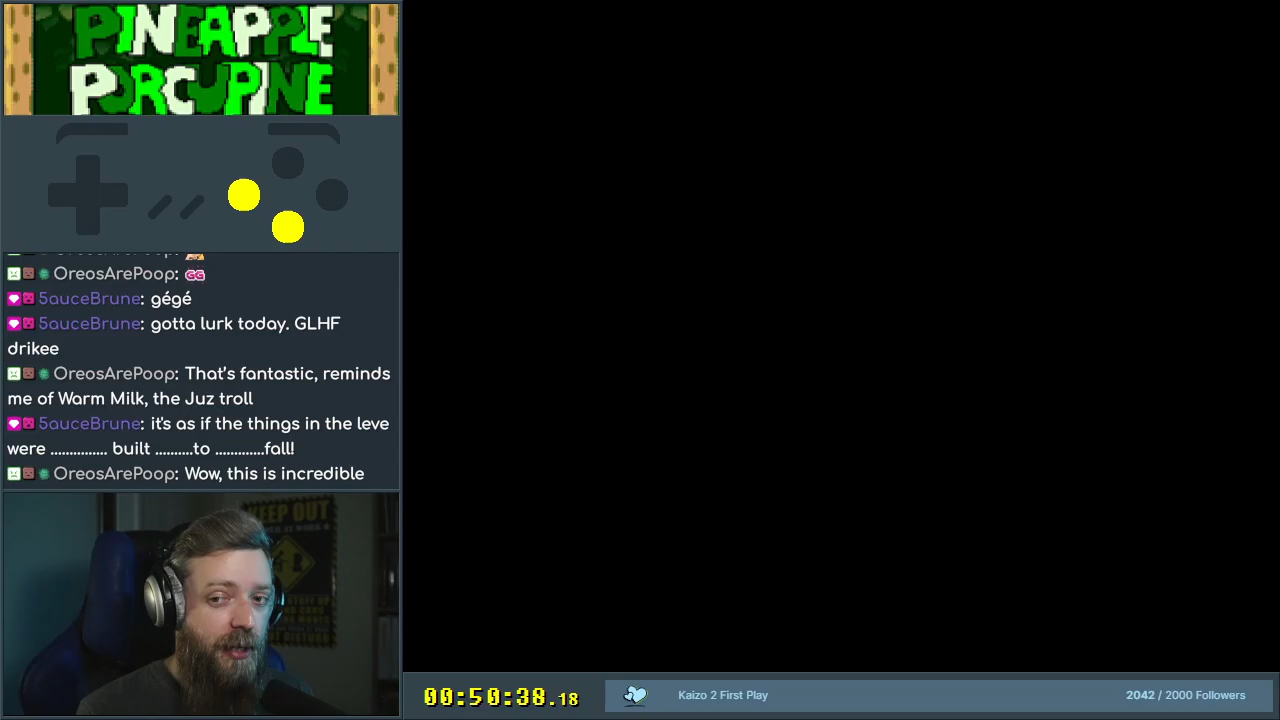 PINEAPPLE
PORCUPINE
OreosArePoop: GG
5auceBrune: gégé
5auceBrune: gotta lurk today. GLHF
drikee
OreosArePoop: That's fantastic, reminds
me of Warm Milk, the Juz troll
5auceBrune: it's as if the things in the leve
were ............... built ..........to .............fall!
OreosArePoop: Wow, this is incredible
KEEP OUT
00:50:38.18
Kaizo 2 First Play
2042 / 2000 Followers